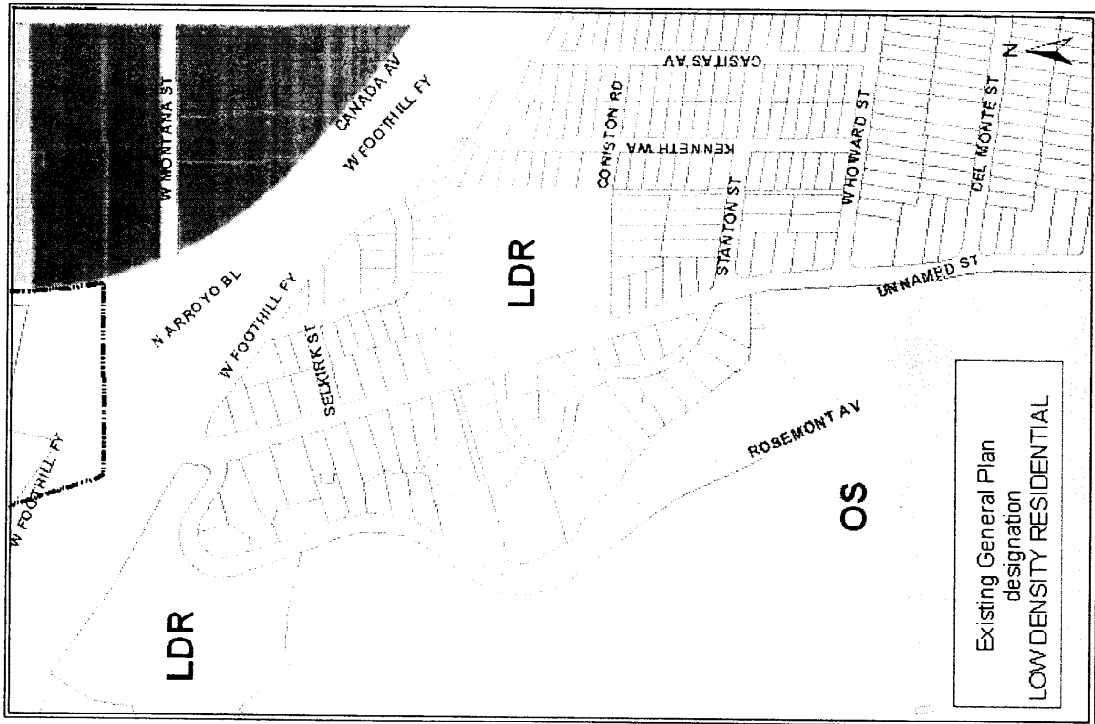 W MONTANA ST
CANADA AV
W FOOTHILL FY
CASITAS AV
N
CONISTON RD
KENNETH WA
W HOWARD ST
DEL MONTE ST
STANTON ST
LDR
N ARROYO BL
W FOOTHILL FY
SELKIRK ST
UNNAMED ST
W FOOTHILL FY
ROSEMONT AV
OS
LDR
Existing General Plan
designation
LOW DENSITY RESIDENTIAL